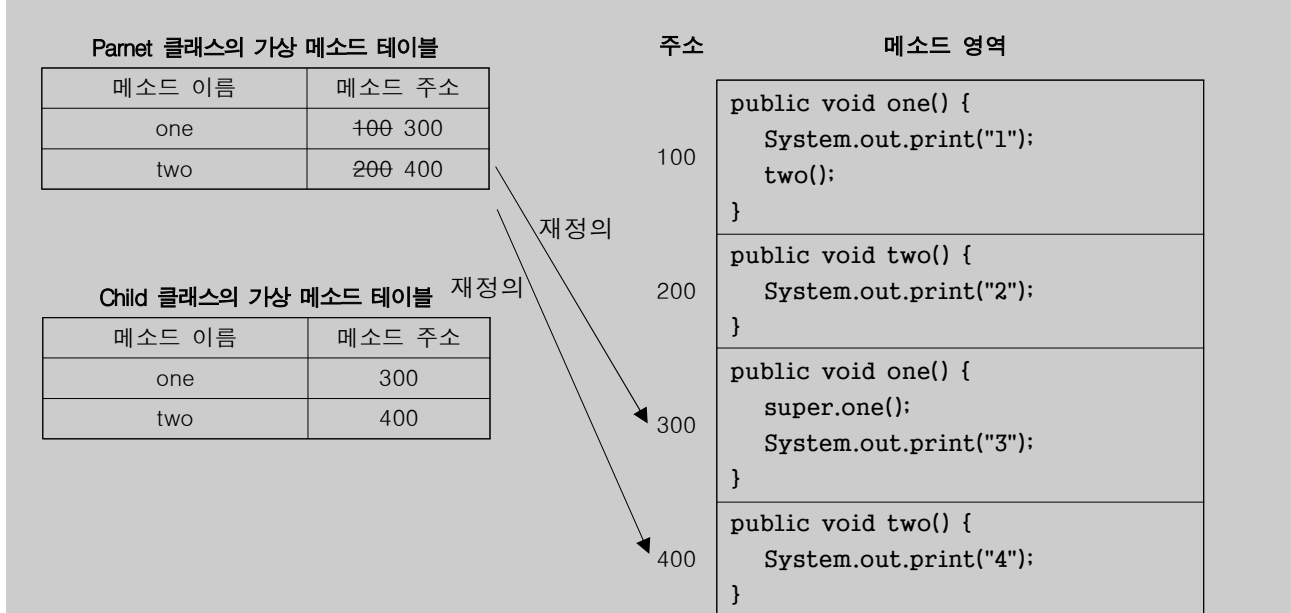 Parnet 클래스의 가상 메소드 테이블
메소드 이름 메소드 주소
one 100 300
two 200 400
재정의
재정의
Child 클래스의 가상 메소드 테이블
메소드 이름 메소드 주소
one 300
two 400
주소 메소드 영역
100
public void one() {
System.out.print("1");
two();
}
200
public void two() {
System.out.print("2");
}
300
public void one() {
super.one();
System.out.print("3");
}
400
public void two() {
System.out.print("4");
}